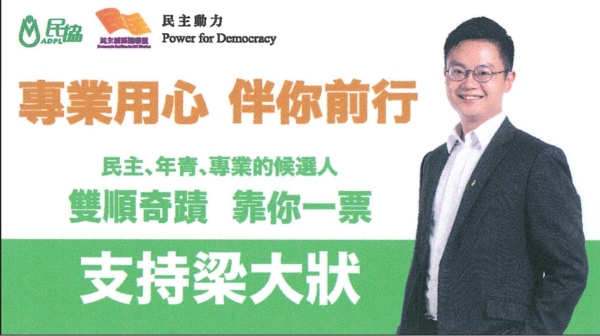 民協
ADPL
民主動力
Power for Democracy
專業用心 伴你前行
民主、年青、專業的候選人
雙順奇蹟 靠你一票
支持梁大狀